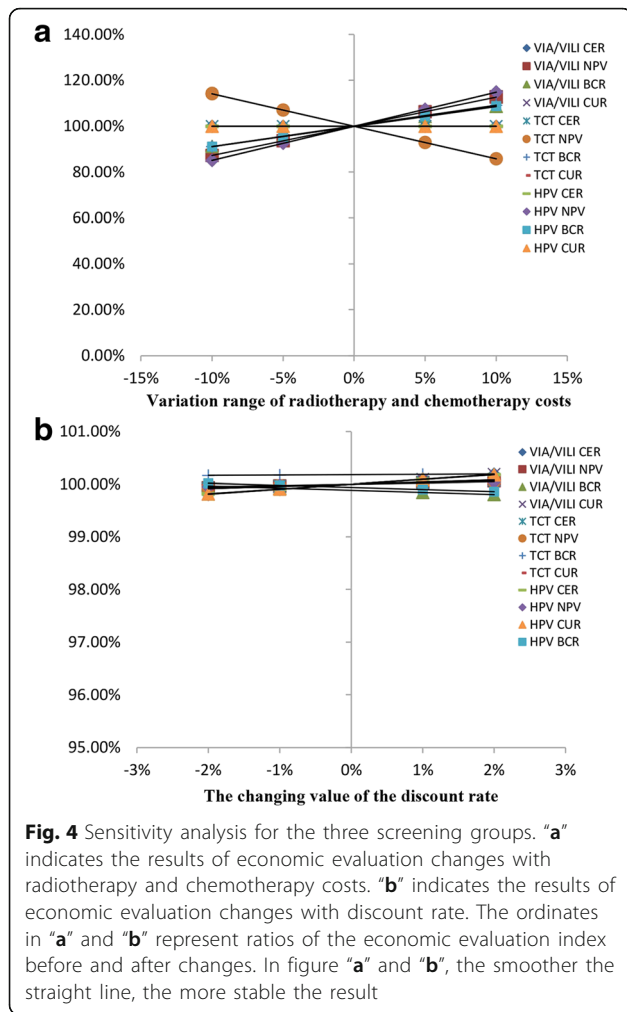 a
140.00%
120.00%
100.00%
80.00%
60.00%
40.00%
20.00%
0.00%
-15%
-10%
-5%
0%
5%
10%
15%
Variation range of radiotherapy and chemotherapy costs
VIA/VILI CER
VIA/VILI NPV
VIA/VILI BCR
VIA/VILI CUR
TCT CER
TCT NPV
TCT BCR
TCT CUR
HPV CER
HPV NPV
HPV BCR
HPV CUR
b
101.00%
100.00%
99.00%
98.00%
97.00%
96.00%
95.00%
-3%
-2%
-1%
0%
1%
2%
3%
The changing value of the discount rate
VIA/VILI CER
VIA/VILI NPV
VIA/VILI BCR
VIA/VILI CUR
TCT CER
TCT NPV
TCT BCR
TCT CUR
HPV CER
HPV NPV
HPV CUR
HPV BCR
Fig. 4 Sensitivity analysis for the three screening groups. “a”
indicates the results of economic evaluation changes with
radiotherapy and chemotherapy costs. “b” indicates the results of
economic evaluation changes with discount rate. The ordinates
in “a” and “b” represent ratios of the economic evaluation index
before and after changes. In figure “a” and “b”, the smoother the
straight line, the more stable the result